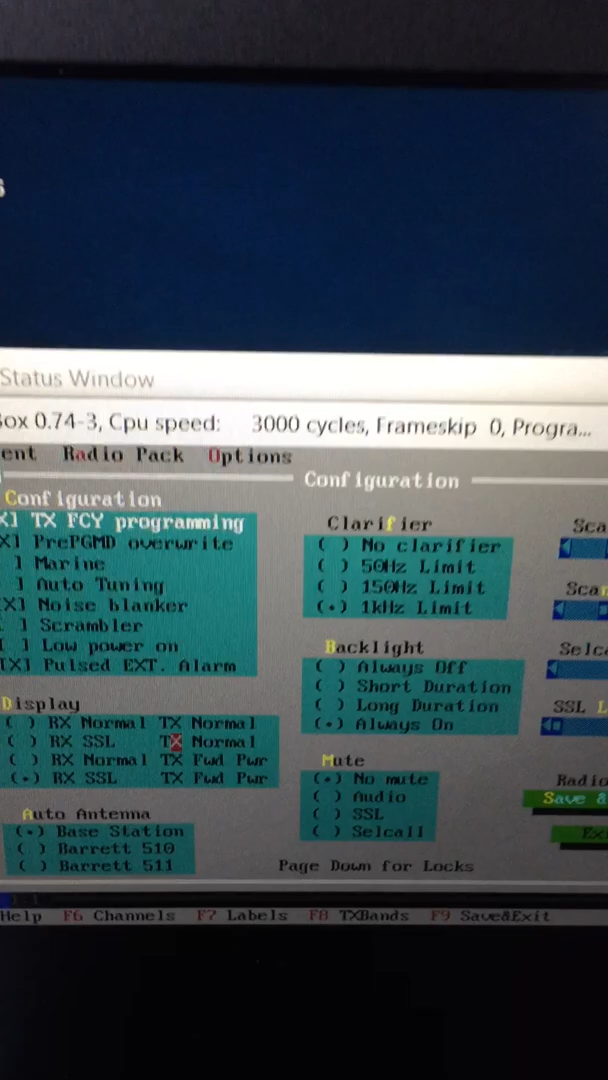 Status Window
Box 0.74-3, Cpu speed: 3000 cycles, Frameskip 0, Progra...
ent Radio Pack Options
Configuration
Configuration
X] TX FCY programming
X] PrePGMD overwrite
] Marine
] Auto Tuning
[X] Noise blanker
[ ] Scrambler
[ ] Low power on
[X] Pulsed EXT. Alarm
Display
( ) RX Normal TX Normal
( ) RX SSL TX Normal
( ) RX Normal TX Fwd Pwr
(•) RX SSL TX Fwd Pwr
Auto Antenna
(•) Base Station
( ) Barrett 510
( ) Barrett 511
Clarifier
( ) No clarifier
( ) 50Hz Limit
( ) 150Hz Limit
(•) 1kHz Limit
Backlight
( ) Always Off
( ) Short Duration
( ) Long Duration
(•) Always On
Mute
(•) No mute
( ) Audio
( ) SSL
( ) Selcall
Page Down for Locks
Sca
Scan
Selca
SSL L
Radio
Save &
Ex
Help F6 Channels F7 Labels F8 TXBands F9 Save&Exit